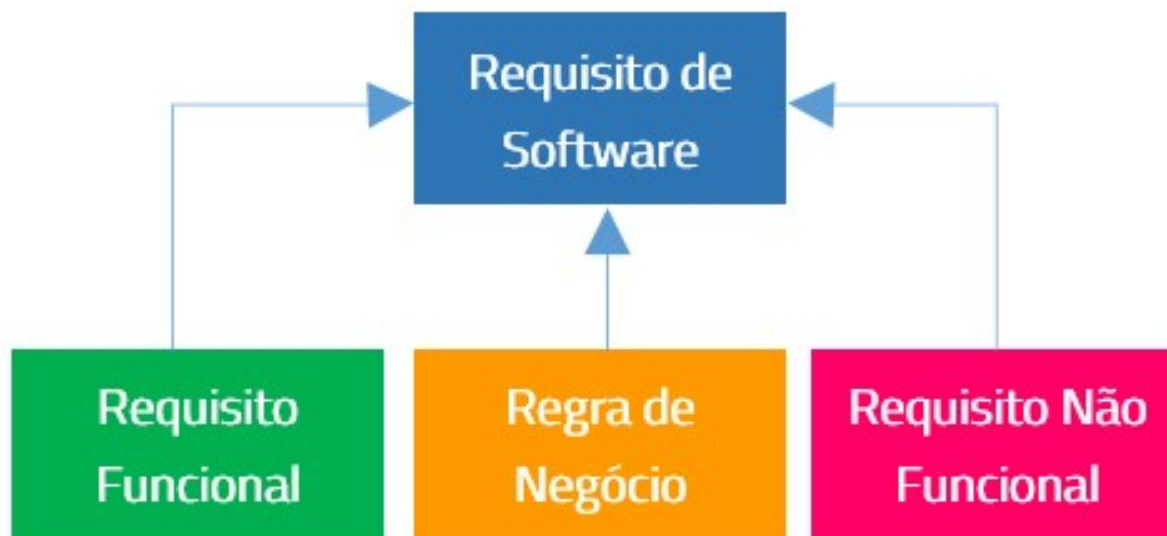 Requisito de
Software
Requisito
Funcional
Regra de
Negócio
Requisito Não
Funcional